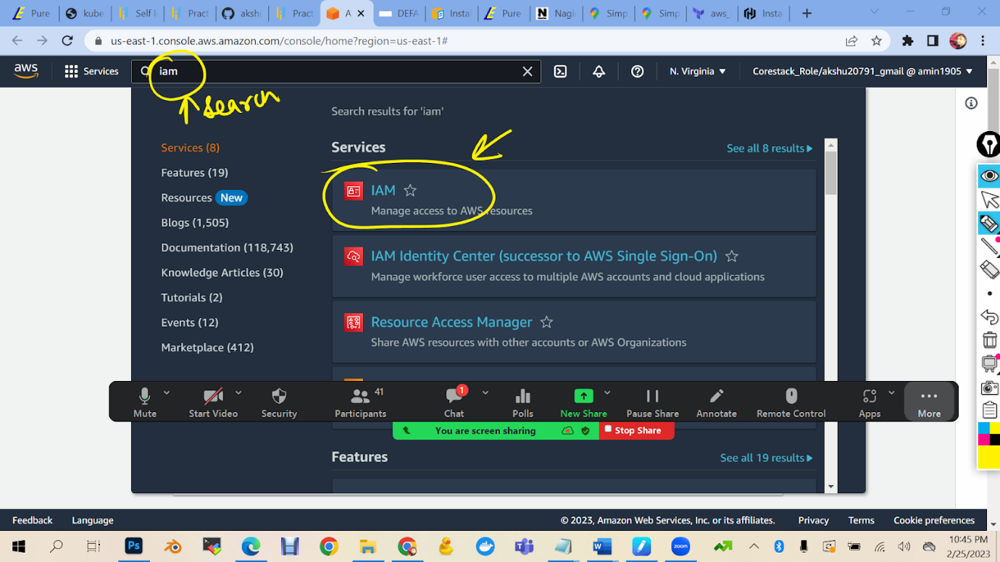 Pure
kube
Self l
Pract
akshu
Pract
A
DEFA
Instal
Pure
Nagio
Simp
Simp
aws_
Insta
us-east-1.console.aws.amazon.com/console/home?region=us-east-1#
aws
Services
iam
N. Virginia
Corestack_Role/akshu20791_gmail @ amin1905
search
Search results for 'iam'
Services (8)
Features (19)
Resources New
Blogs (1,505)
Documentation (118,743)
Knowledge Articles (30)
Tutorials (2)
Events (12)
Marketplace (412)
Services
See all 8 results
IAM
Manage access to AWS resources
IAM Identity Center (successor to AWS Single Sign-On)
Manage workforce user access to multiple AWS accounts and cloud applications
Resource Access Manager
Share AWS resources with other accounts or AWS Organizations
Mute
Start Video
Security
41
Participants
1
Chat
Polls
New Share
Pause Share
Annotate
Remote Control
Apps
More
You are screen sharing
Stop Share
Features
See all 19 results
Feedback
Language
© 2023, Amazon Web Services, Inc. or its affiliates.
Privacy
Terms
Cookie preferences
Ps
zoom
10:45 PM
2/25/2023